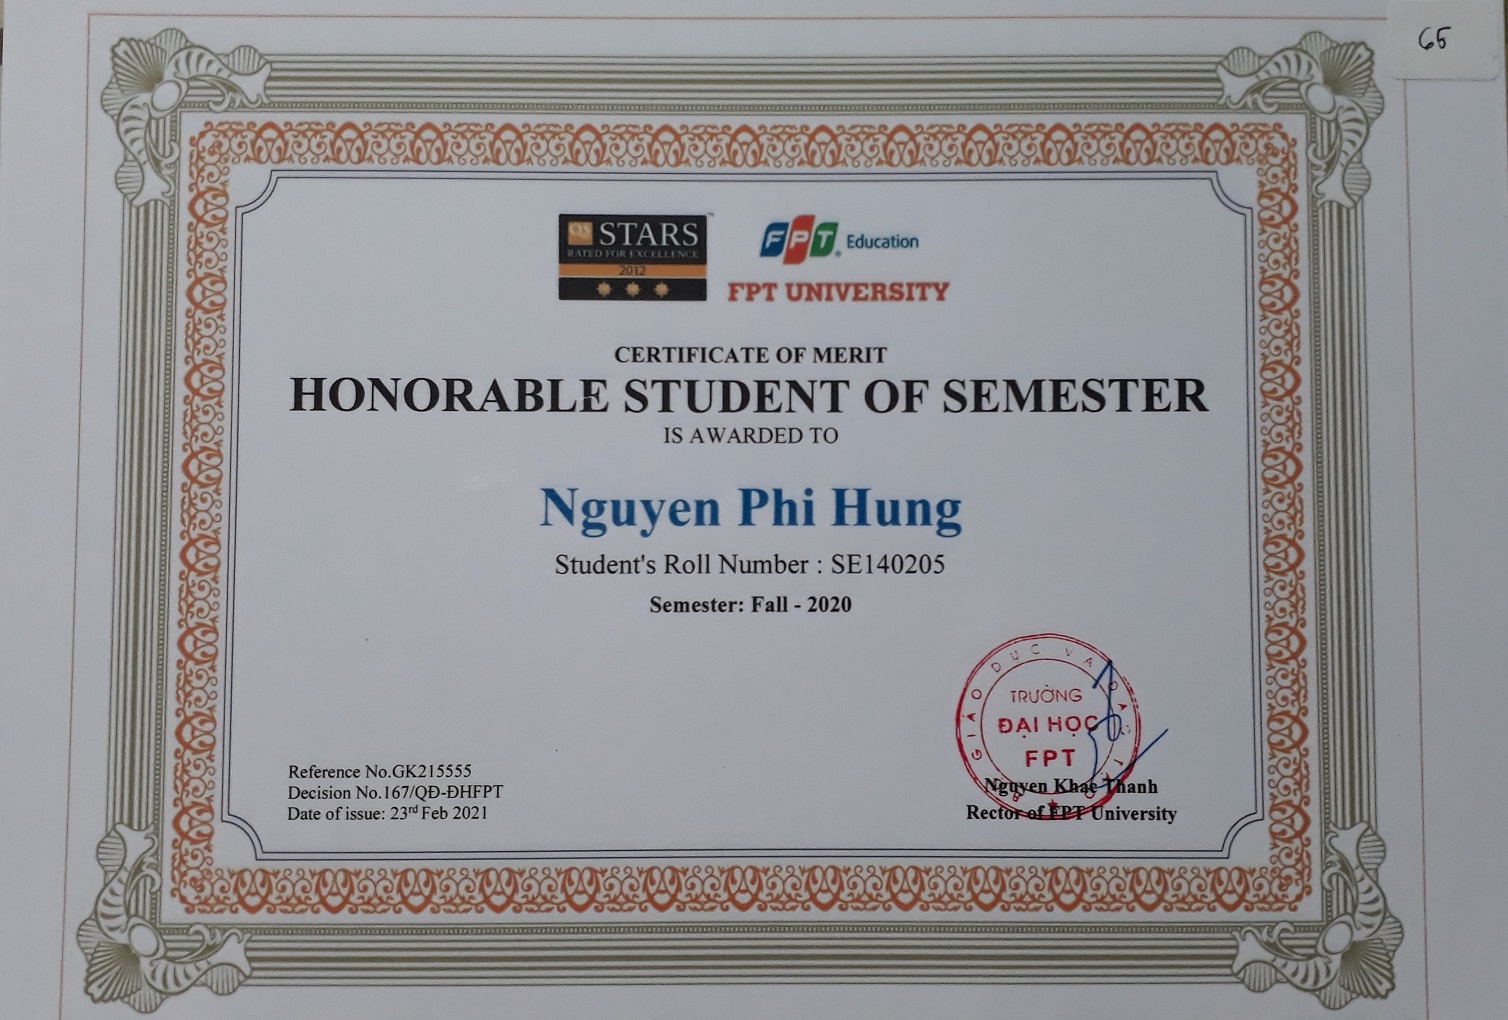 65
QS STARS
RATED FOR EXCELLENCE
2012
FPT Education
FPT UNIVERSITY
CERTIFICATE OF MERIT
HONORABLE STUDENT OF SEMESTER
IS AWARDED TO
Nguyen Phi Hung
Student's Roll Number : SE140205
Semester: Fall - 2020
BỘ GIÁO DỤC VÀ ĐÀO TẠO
TRƯỜNG
ĐẠI HỌC
FPT
Reference No.GK215555
Decision No.167/QĐ-ĐHFPT
Date of issue: 23rd Feb 2021
Nguyen Khac Thanh
Rector of FPT University